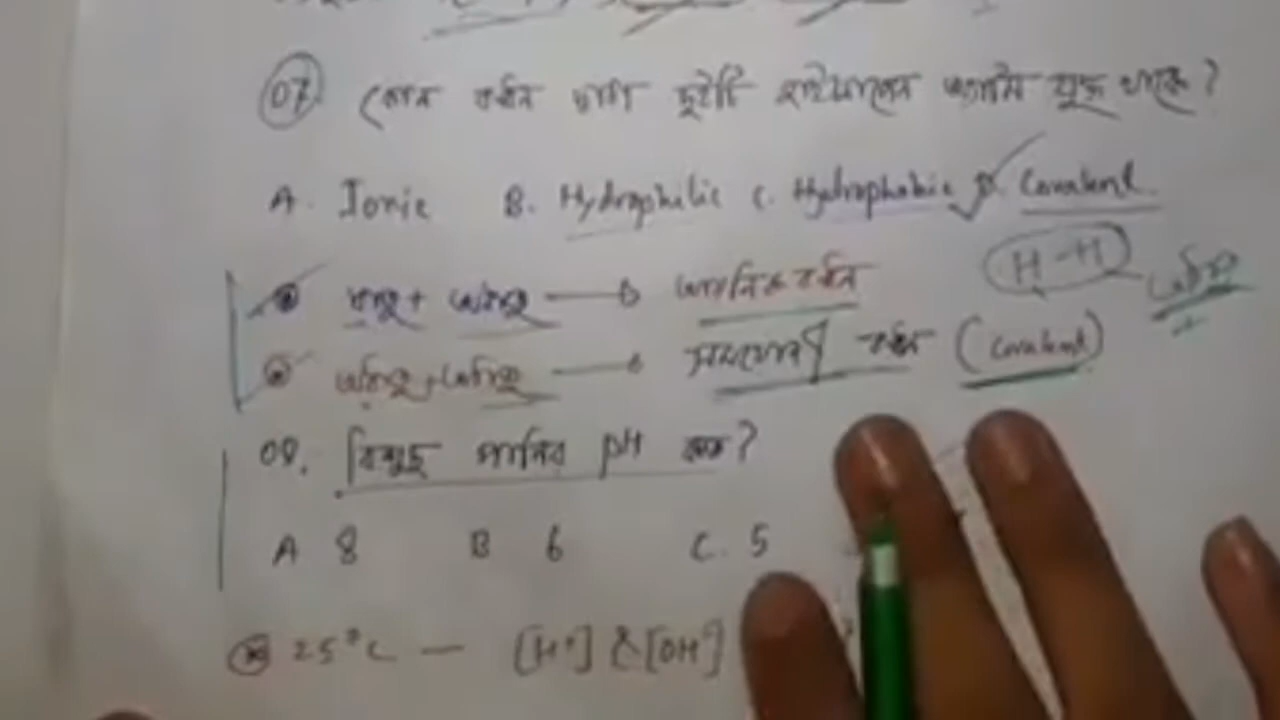 07. কোন বন্ধন দ্বারা দুইটি হাইড্রোজেন অ্যাটম যুক্ত থাকে?
A. Ionic B. Hydrophilic C. Hydrophobic D. Covalent
H-H
ধাতু + অধাতু → আয়নিক বন্ধন
অধাতু + অধাতু → সমযোজী বন্ধন (Covalent)
08. বিশুদ্ধ পানির pH কত?
A 8 B 6 C. 5
25°C — [H⁺] ও [OH⁻]